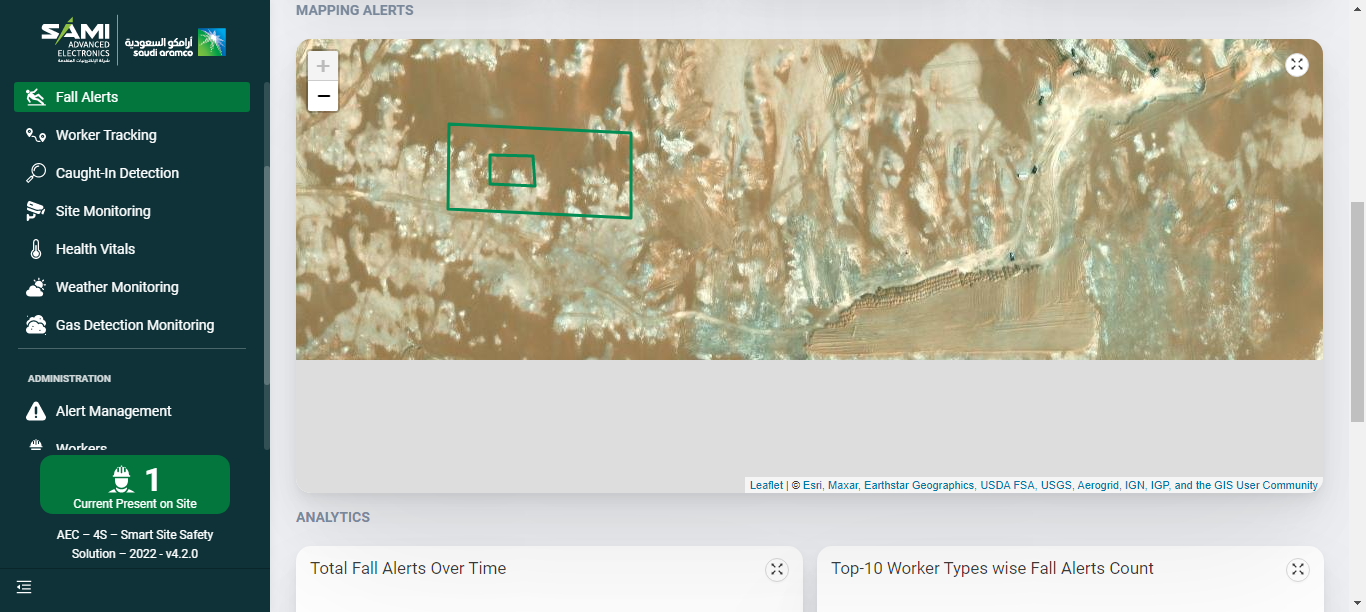 SAMI
ADVANCED
ELECTRONICS
شركة الإلكترونيات المتقدمة
أرامكو السعودية
saudi aramco
Fall Alerts
Worker Tracking
Caught-In Detection
Site Monitoring
Health Vitals
Weather Monitoring
Gas Detection Monitoring
ADMINISTRATION
Alert Management
Workers
1
Current Present on Site
AEC – 4S – Smart Site Safety
Solution – 2022 - v4.2.0
MAPPING ALERTS
+
−
Leaflet | © Esri, Maxar, Earthstar Geographics, USDA FSA, USGS, Aerogrid, IGN, IGP, and the GIS User Community
ANALYTICS
Total Fall Alerts Over Time
Top-10 Worker Types wise Fall Alerts Count